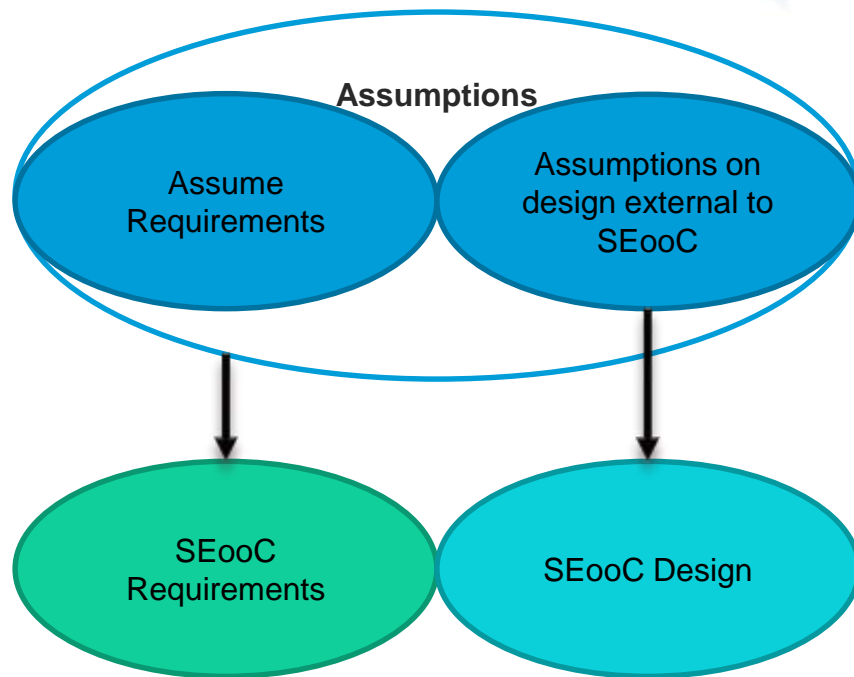 Assumptions
Assume
Requirements
Assumptions on
design external to
SEooC
SEooC
Requirements
SEooC Design